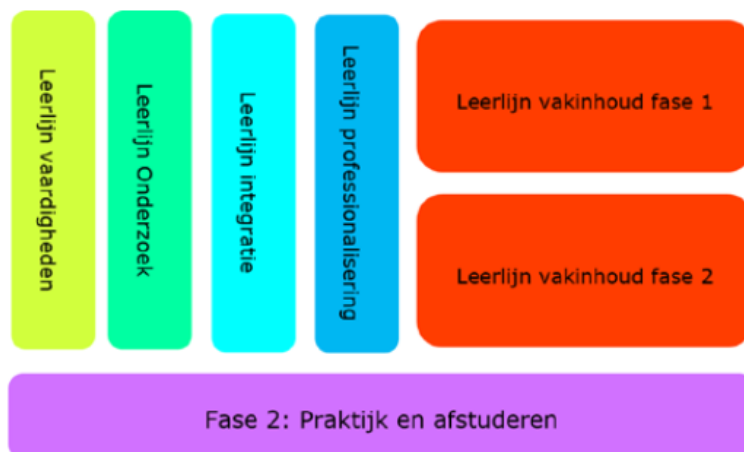 Leerlijn vaardigheden
Leerlijn Onderzoek
Leerlijn integratie
Leerlijn professionalisering
Leerlijn vakinhoud fase 1
Leerlijn vakinhoud fase 2
Fase 2: Praktijk en afstuderen